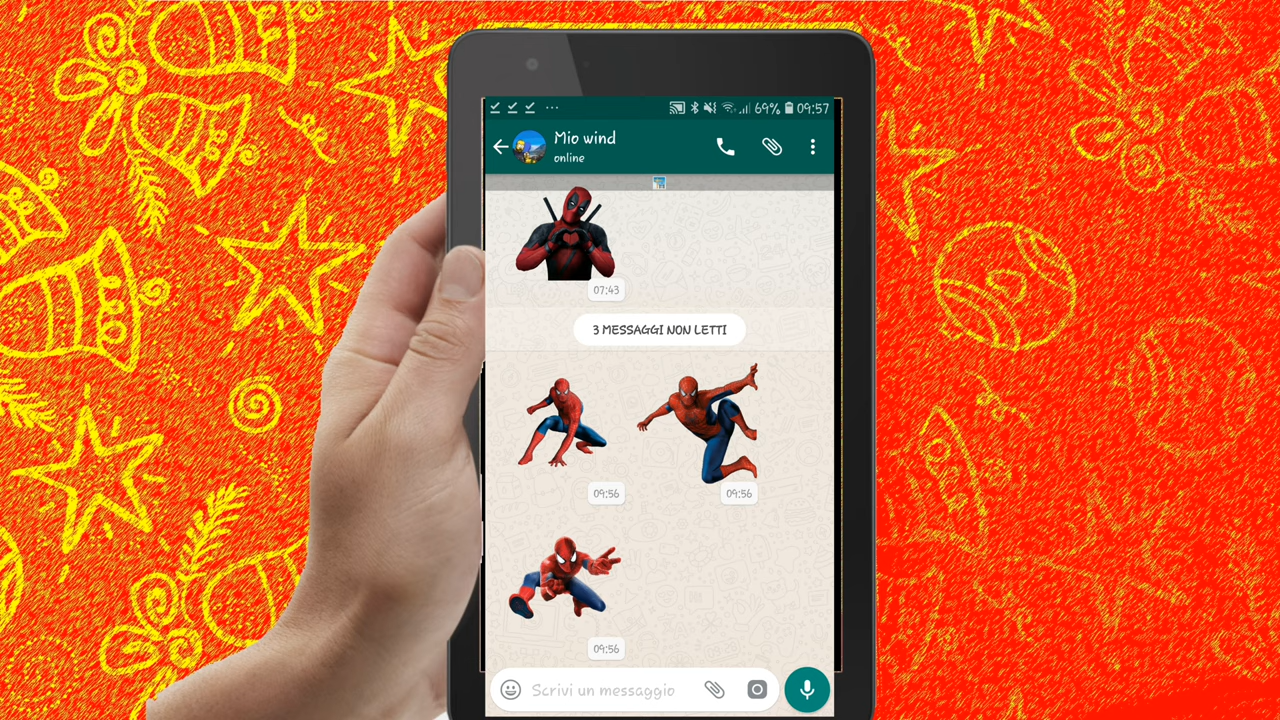 69% 09:57
Mio wind
online
07:43
3 MESSAGGI NON LETTI
09:56
09:56
09:56
Scrivi un messaggio